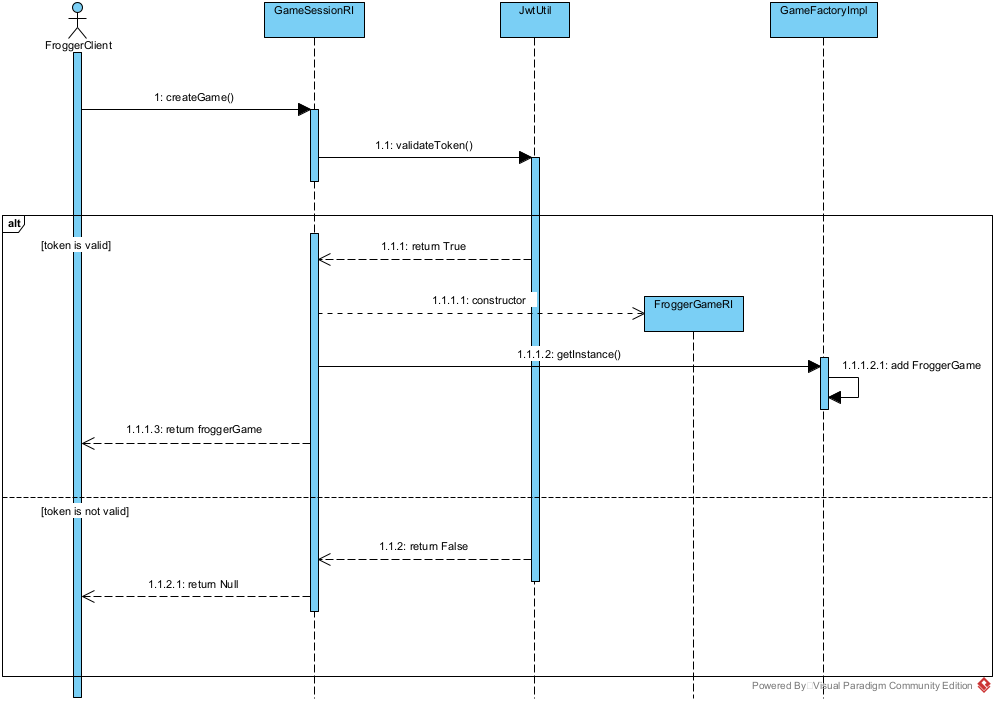 GameSessionRI
JwtUtil
GameFactoryImpl
FroggerClient
1: createGame()
1.1: validateToken()
alt
[token is valid]
1.1.1: return True
1.1.1.1: constructor
FroggerGameRI
1.1.1.2: getInstance()
1.1.1.2.1: add FroggerGame
1.1.1.3: return froggerGame
[token is not valid]
1.1.2: return False
1.1.2.1: return Null
Powered By Visual Paradigm Community Edition